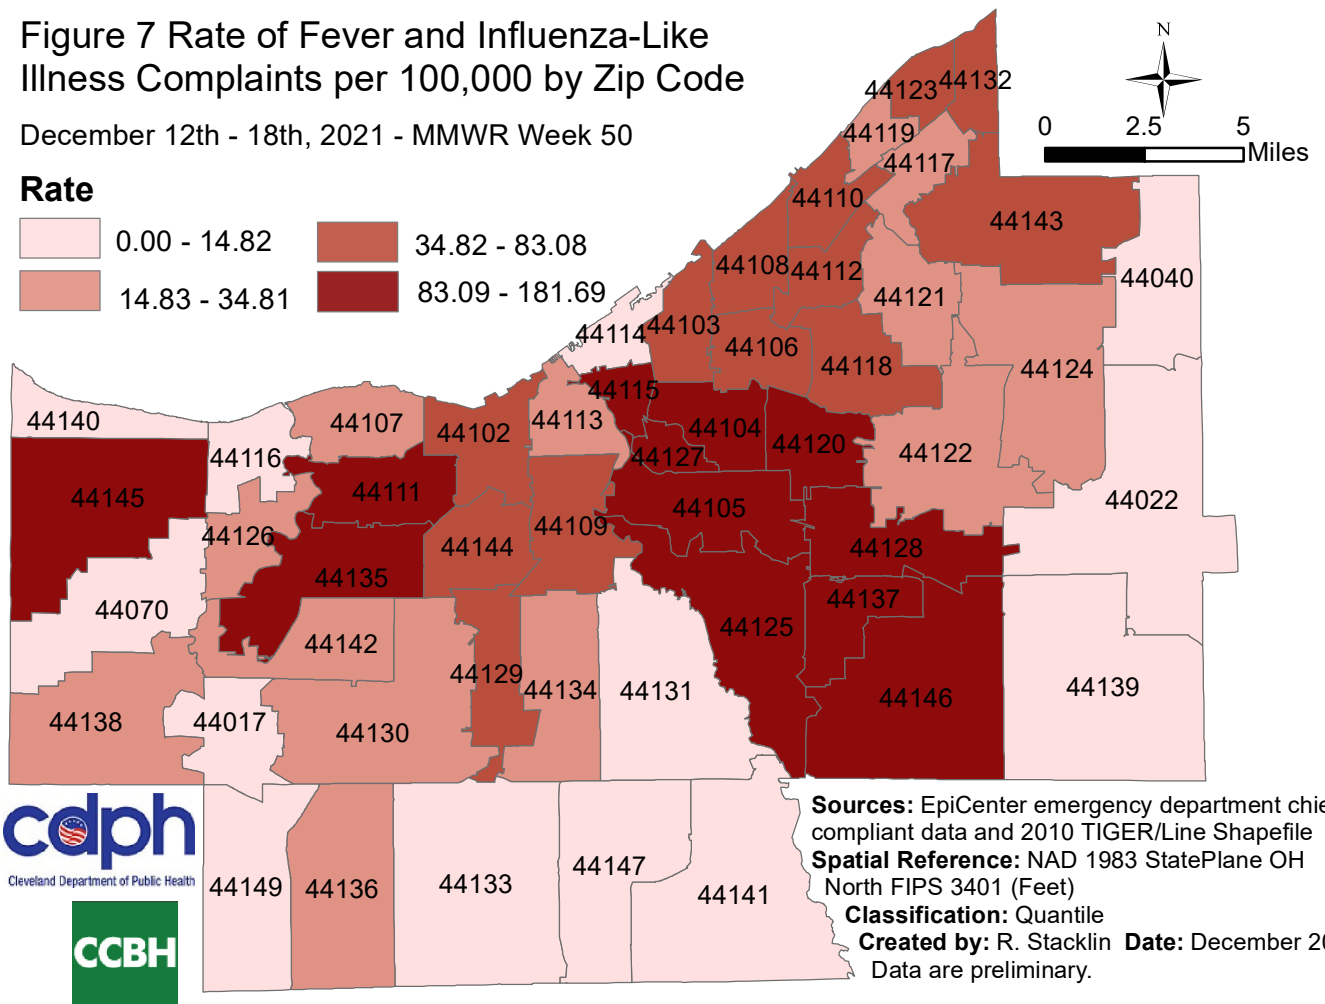 Figure 7 Rate of Fever and Influenza-Like
Illness Complaints per 100,000 by Zip Code
December 12th - 18th, 2021 - MMWR Week 50
Rate
0.00 - 14.82
34.82 - 83.08
14.83 - 34.81
83.09 - 181.69
N
0 2.5 5
Miles
44132
44123
44119
44117
44110
44143
44108
44112
44040
44121
44114
44103
44106
44118
44124
44115
44140
44107
44102
44113
44104
44120
44116
44127
44122
44145
44111
44022
44105
44126
44109
44144
44128
44135
44070
44137
44125
44142
44129
44134
44131
44139
44146
44138
44017
44130
44149
44136
44133
44147
44141
cdph
Cleveland Department of Public Health
CCBH
Sources: EpiCenter emergency department chie
compliant data and 2010 TIGER/Line Shapefile
Spatial Reference: NAD 1983 StatePlane OH
North FIPS 3401 (Feet)
Classification: Quantile
Created by: R. Stacklin Date: December 20
Data are preliminary.